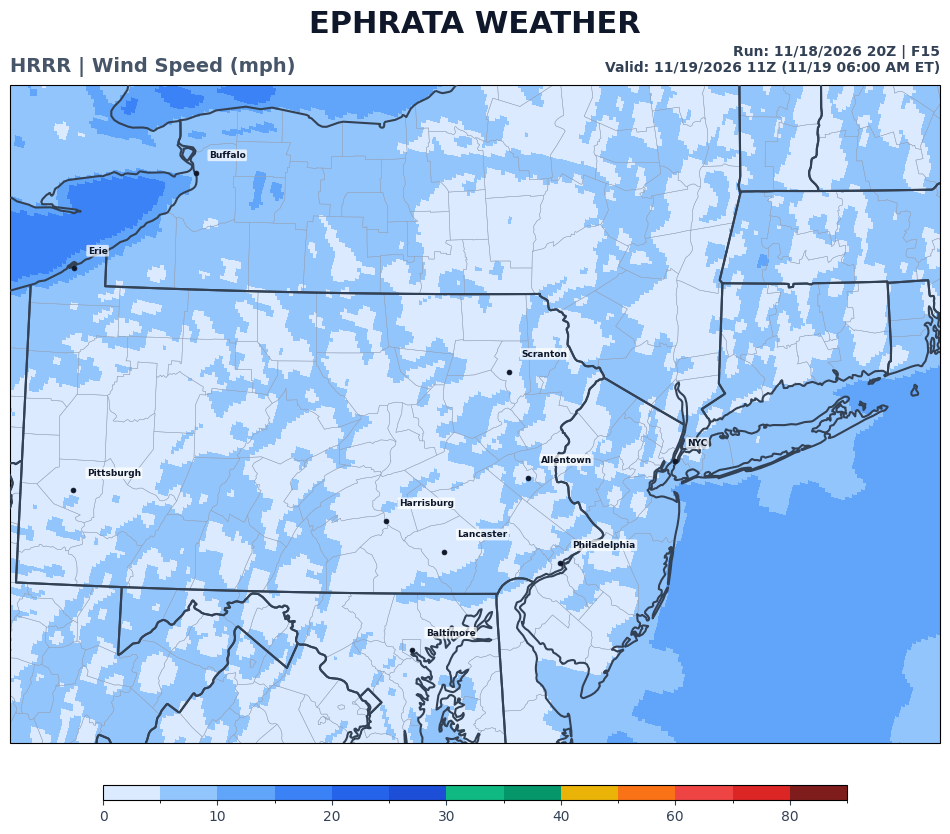 EPHRATA WEATHER
HRRR | Wind Speed (mph)
Run: 11/18/2026 20Z | F15
Valid: 11/19/2026 11Z (11/19 06:00 AM ET)
Buffalo
Erie
Scranton
NYC
Allentown
Pittsburgh
Harrisburg
Lancaster
Philadelphia
Baltimore
0 10 20 30 40 60 80